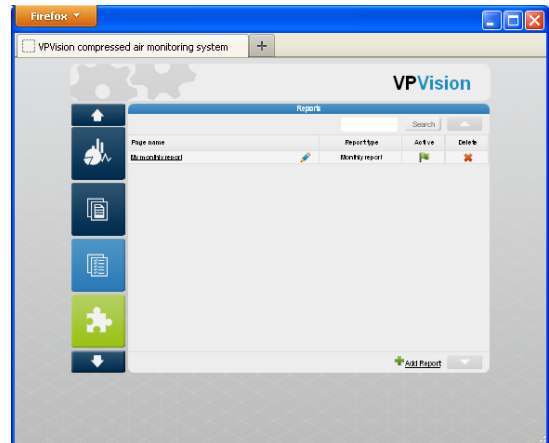 Firefox
VPVision compressed air monitoring system
VPVision
Reports
Search
Page name Report type Active Delete
My monthly report Monthly report
Add Report